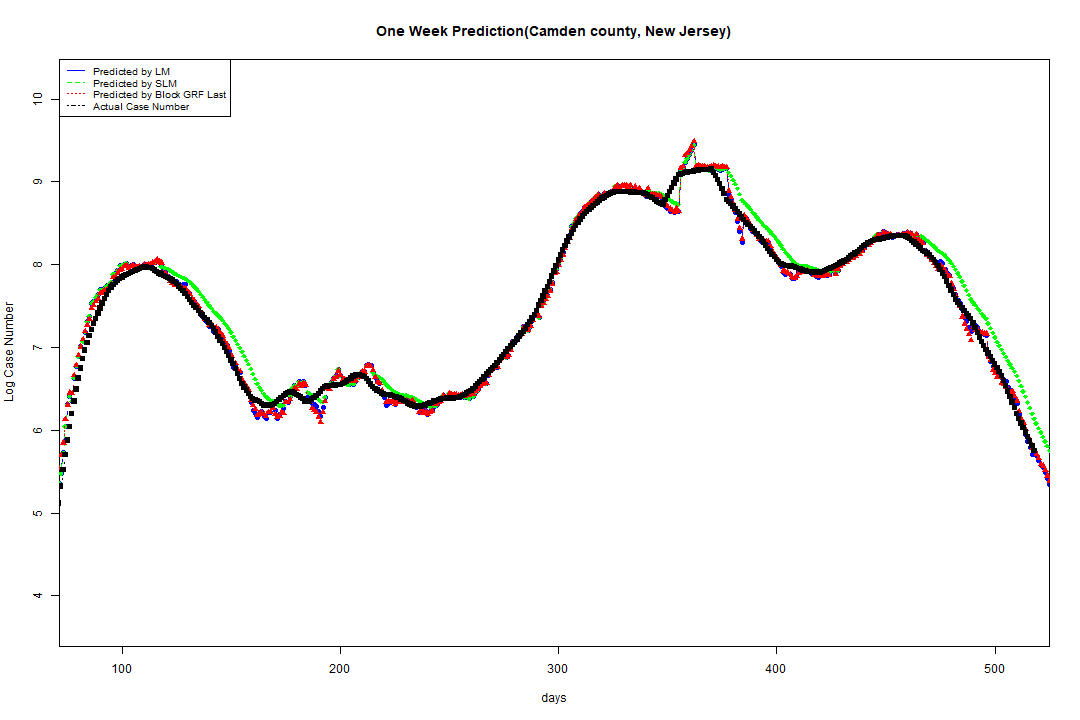 One Week Prediction(Camden county, New Jersey)
Predicted by LM
Predicted by SLM
Predicted by Block GRF Last
Actual Case Number
10
9
8
7
6
5
4
Log Case Number
100 200 300 400 500
days